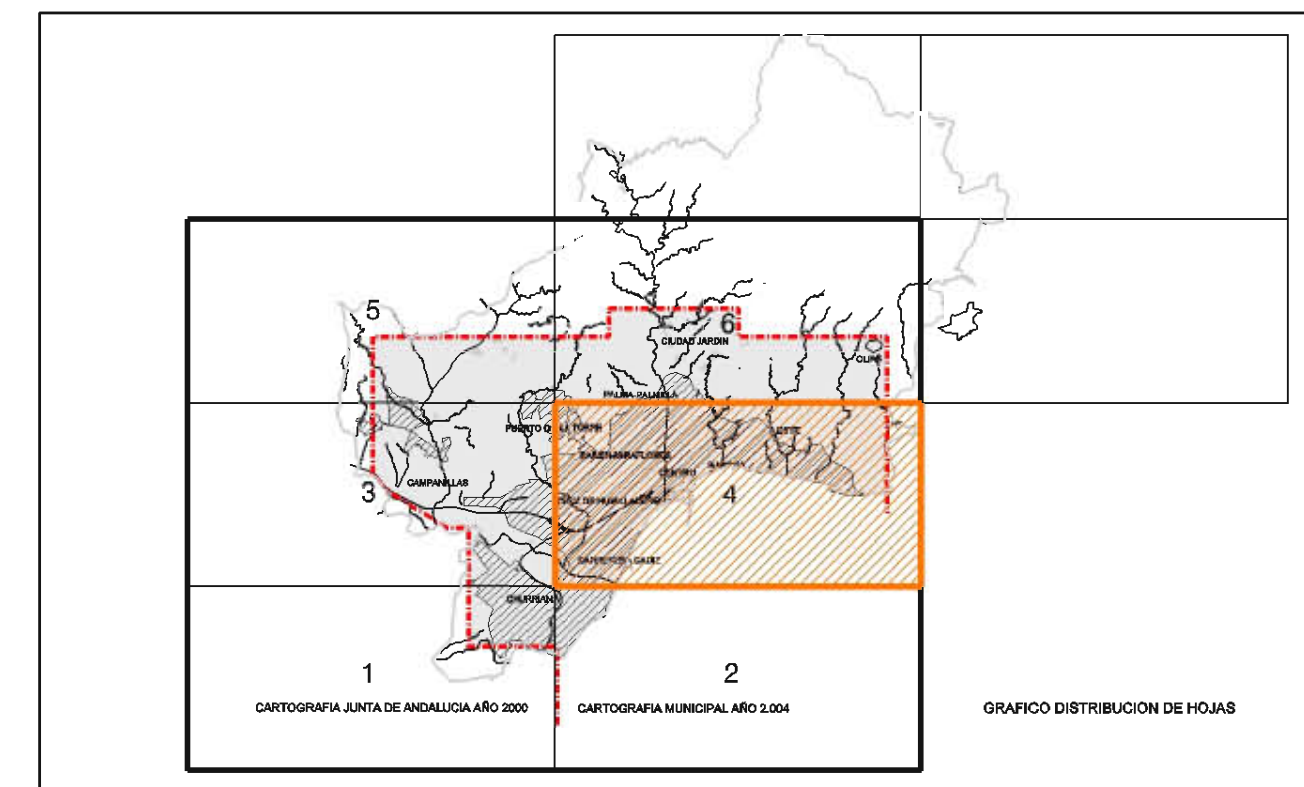 5
6
CIUDAD JARDIN
PALMA-PALMILLA
PUERTO DE LA TORRE
ESTE
CENTRO
CAMPANILLAS
3
4
CHURRIANA
1
2
CARTOGRAFIA JUNTA DE ANDALUCIA AÑO 2000
CARTOGRAFIA MUNICIPAL AÑO 2.004
GRAFICO DISTRIBUCION DE HOJAS